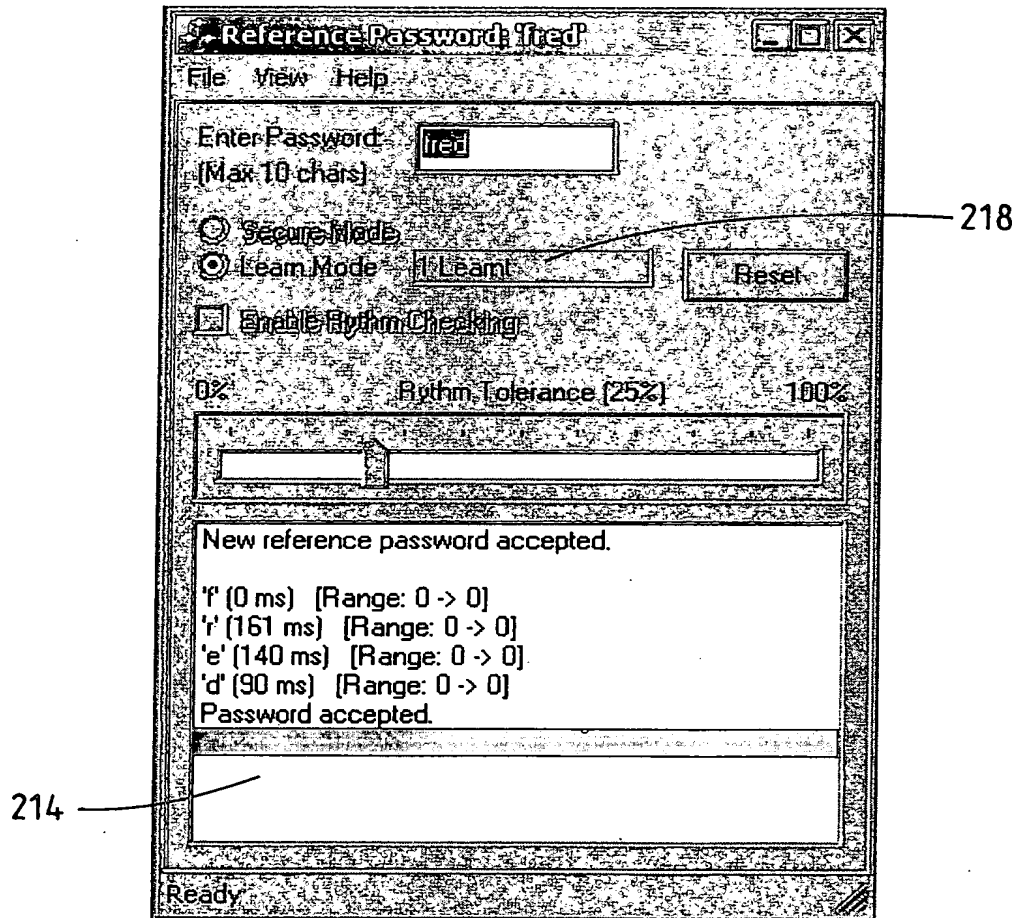 Reference Password: 'fred'
File View Help
Enter Password:
(Max 10 chars)
fred
218
Secure Mode
Learn Mode
1 Learnt
Reset
Enable Rythm Checking
0% Rythm Tolerance (25%) 100%
New reference password accepted.
'f' (0 ms) [Range: 0 -> 0]
'r' (161 ms) [Range: 0 -> 0]
'e' (140 ms) [Range: 0 -> 0]
'd' (90 ms) [Range: 0 -> 0]
Password accepted.
214
Ready